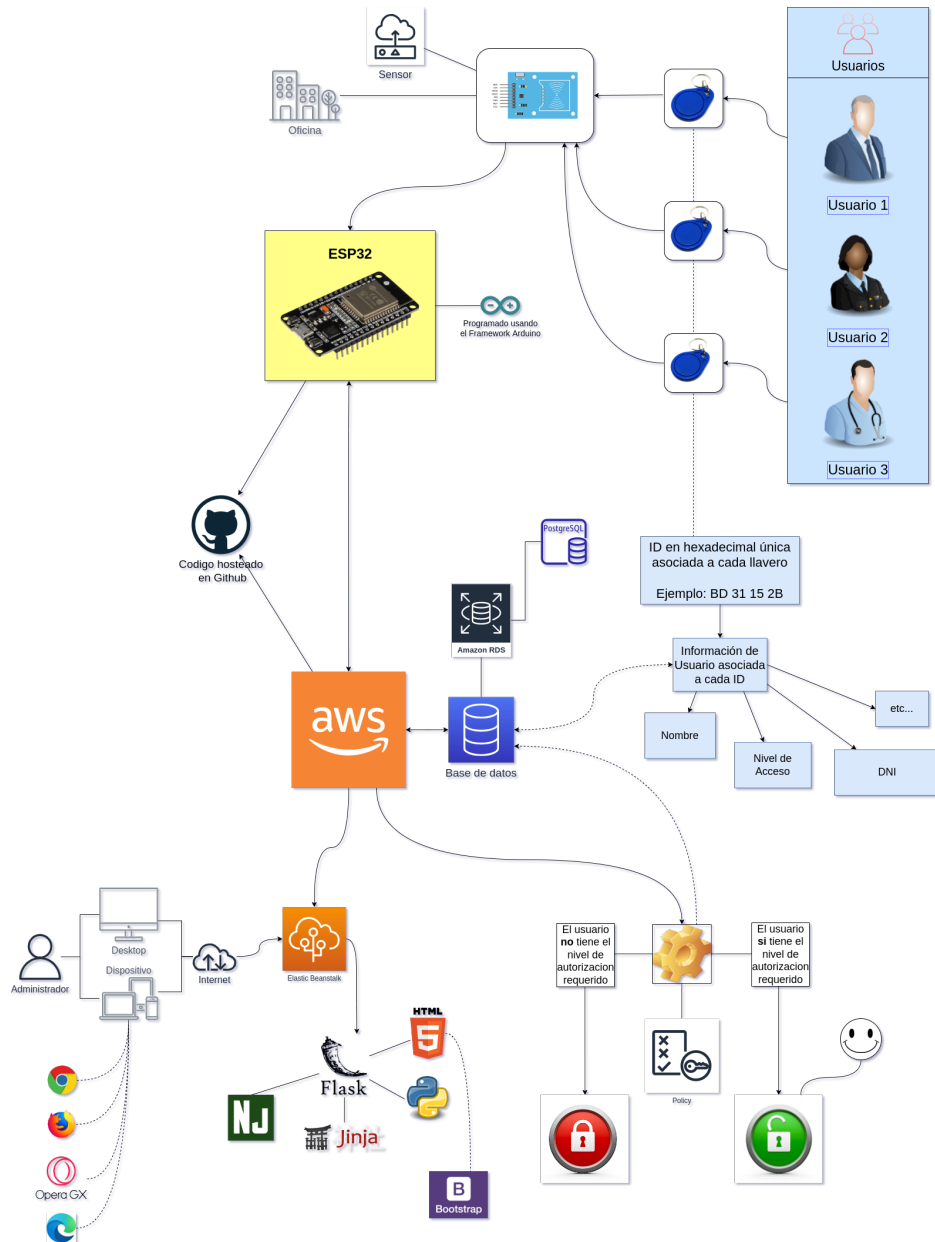 Sensor
Usuarios
Oficina
Usuario 1
ESP32
Programado usando
el Framework Arduino
Usuario 2
Usuario 3
Codigo hosteado
en Github
PostgreSQL
ID en hexadecimal única
asociada a cada llavero
Ejemplo: BD 31 15 2B
Amazon RDS
Información de
Usuario asociada
a cada ID
aws
Base de datos
Nombre
etc...
Nivel de
Acceso
DNI
Administrador
Desktop
Dispositivo
Internet
Elastic Beanstalk
El usuario
no tiene el
nivel de
autorizacion
requerido
El usuario
si tiene el
nivel de
autorizacion
requerido
Policy
HTML
5
Flask
NJ
Jinja
B
Bootstrap
Opera GX